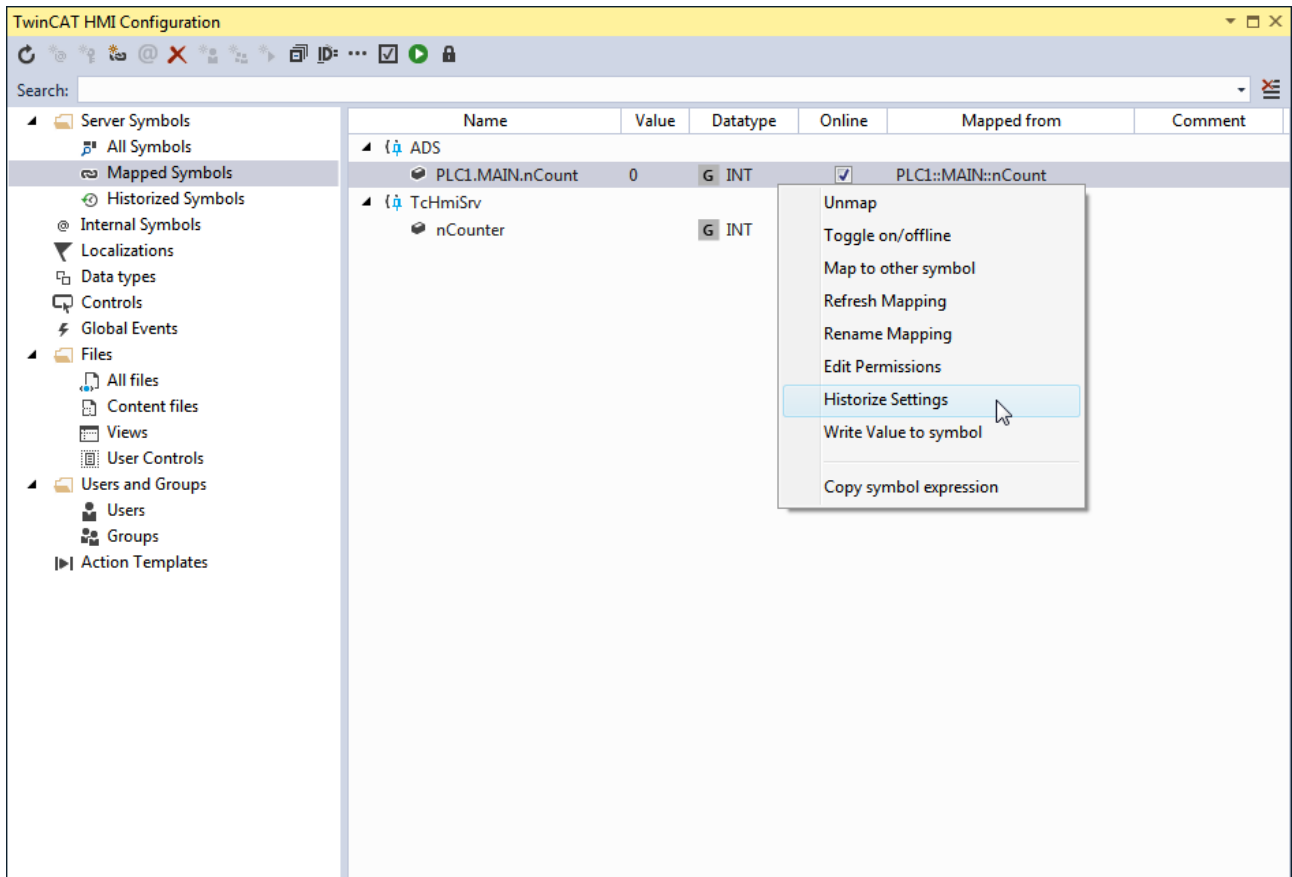 TwinCAT HMI Configuration
ID:
Search:
Server Symbols
All Symbols
Mapped Symbols
Historized Symbols
@ Internal Symbols
Localizations
Data types
Controls
Global Events
Files
All files
Content files
Views
User Controls
Users and Groups
Users
Groups
Action Templates
Name Value Datatype Online Mapped from Comment
ADS
PLC1.MAIN.nCount 0 G INT PLC1::MAIN::nCount
TcHmiSrv
nCounter G INT
Unmap
Toggle on/offline
Map to other symbol
Refresh Mapping
Rename Mapping
Edit Permissions
Historize Settings
Write Value to symbol
Copy symbol expression